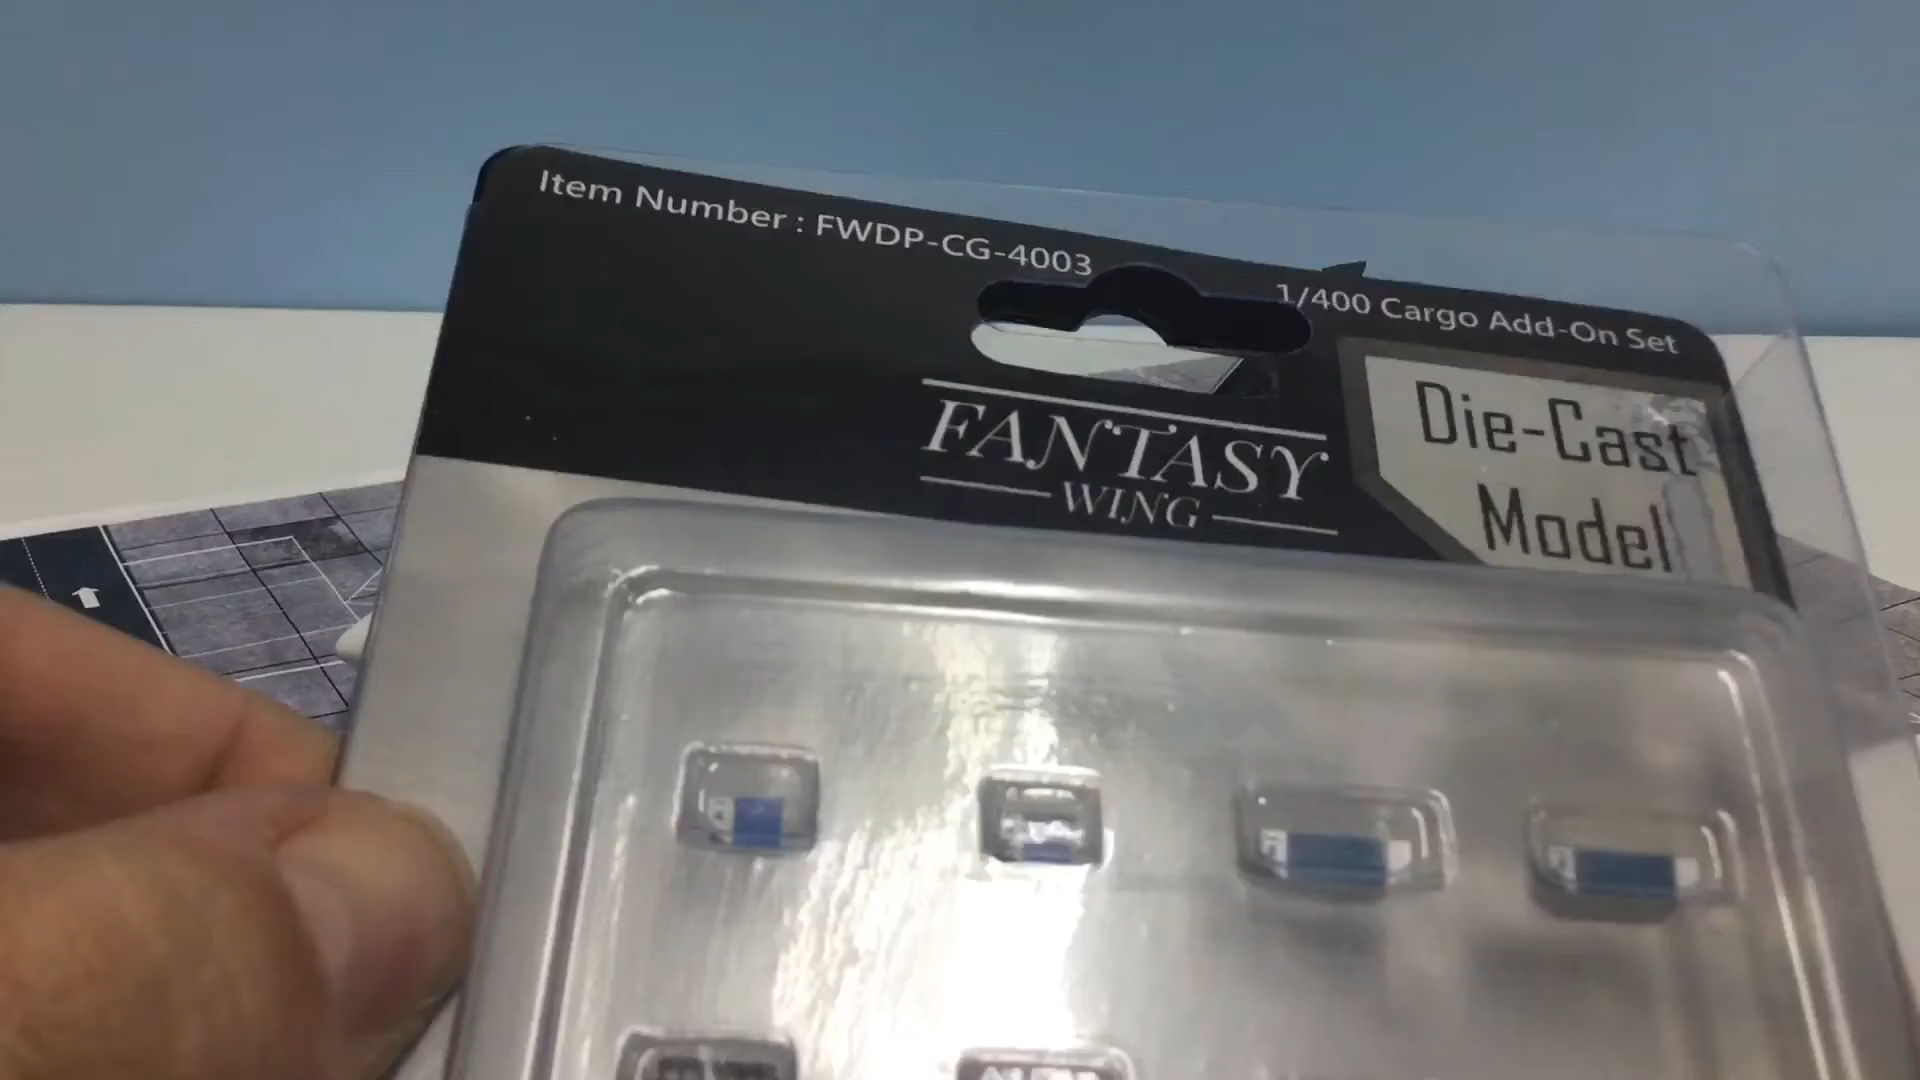 Item Number : FWDP-CG-4003
1/400 Cargo Add-On Set
FANTASY
WING
Die-Cast
Model